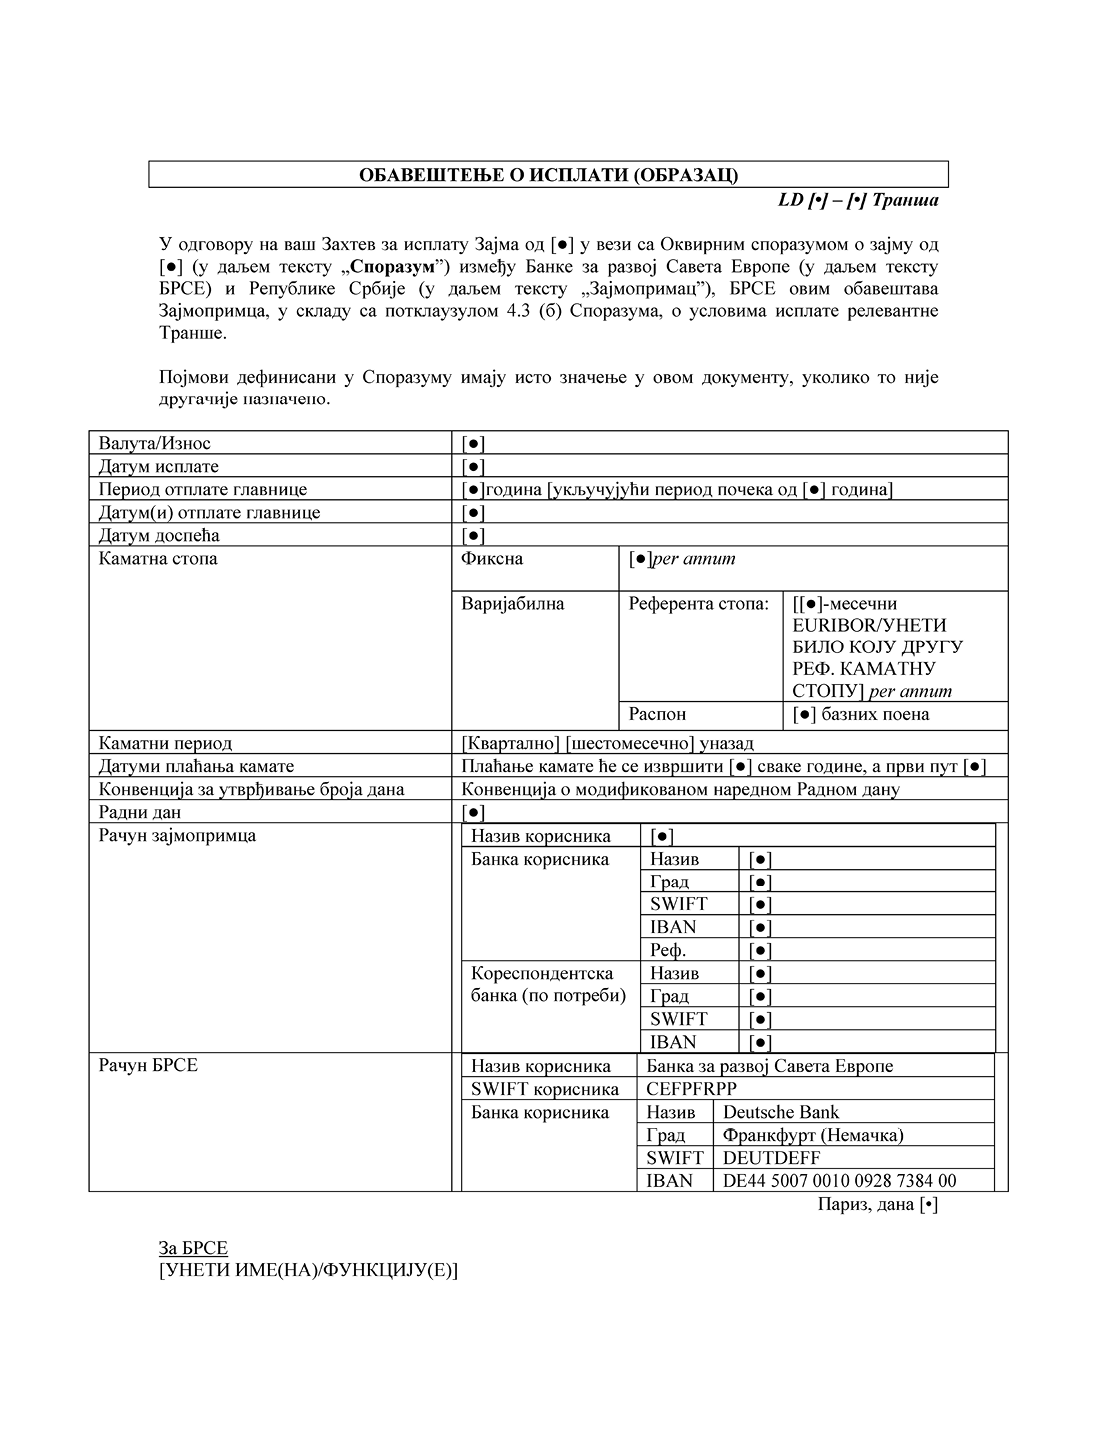 ОБАВЕШТЕЊЕ О ИСПЛАТИ (ОБРАЗАЦ)
LD [•] – [•] Транша
У одговору на ваш Захтев за исплату Зајма од [●] у вези са Оквирним споразумом о зајму од
[●] (у даљем тексту „Споразум”) између Банке за развој Савета Европе (у даљем тексту
БРСЕ) и Републике Србије (у даљем тексту „Зајмопримац”), БРСЕ овим обавештава
Зајмопримца, у складу са потклаузулом 4.3 (б) Споразума, о условима исплате релевантне
Транше.
Појмови дефинисани у Споразуму имају исто значење у овом документу, уколико то није
другачије назначено.
Валута/Износ [●]
Датум исплате [●]
Период отплате главнице [●]година [укључујући период почека од [●] година]
Датум(и) отплате главнице [●]
Датум доспећа [●]
Каматна стопа Фиксна [●]per annum
Варијабилна Референта стопа: [[●]-месечни
EURIBOR/УНЕТИ
БИЛО КОЈУ ДРУГУ
РЕФ. КАМАТНУ
СТОПУ] per annum
Распон [●] базних поена
Каматни период [Квартално] [шестомесечно] уназад
Датуми плаћања камате Плаћање камате ће се извршити [●] сваке године, а први пут [●]
Конвенција за утврђивање броја дана Конвенција о модификованом наредном Радном дану
Радни дан [●]
Рачун зајмопримца Назив корисника [●]
Банка корисника Назив [●]
Град [●]
SWIFT [●]
IBAN [●]
Реф. [●]
Кореспондентска Назив [●]
банка (по потреби) Град [●]
SWIFT [●]
IBAN [●]
Рачун БРСЕ Назив корисника Банка за развој Савета Европе
SWIFT корисника CEFPFRPP
Банка корисника Назив Deutsche Bank
Град Франкфурт (Немачка)
SWIFT DEUTDEFF
IBAN DE44 5007 0010 0928 7384 00
Париз, дана [•]
За БРСЕ
[УНЕТИ ИМЕ(НА)/ФУНКЦИЈУ(Е)]